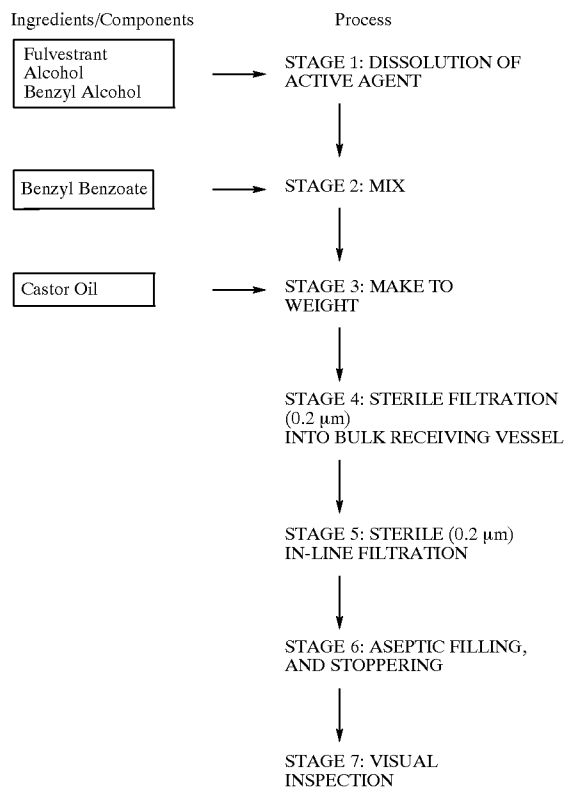 Ingredients/Components
Process
Fulvestrant
Alcohol
Benzyl Alcohol
STAGE 1: DISSOLUTION OF
ACTIVE AGENT
Benzyl Benzoate
STAGE 2: MIX
Castor Oil
STAGE 3: MAKE TO
WEIGHT
STAGE 4: STERILE FILTRATION
(0.2 µm)
INTO BULK RECEIVING VESSEL
STAGE 5: STERILE (0.2 µm)
IN-LINE FILTRATION
STAGE 6: ASEPTIC FILLING,
AND STOPPERING
STAGE 7: VISUAL
INSPECTION